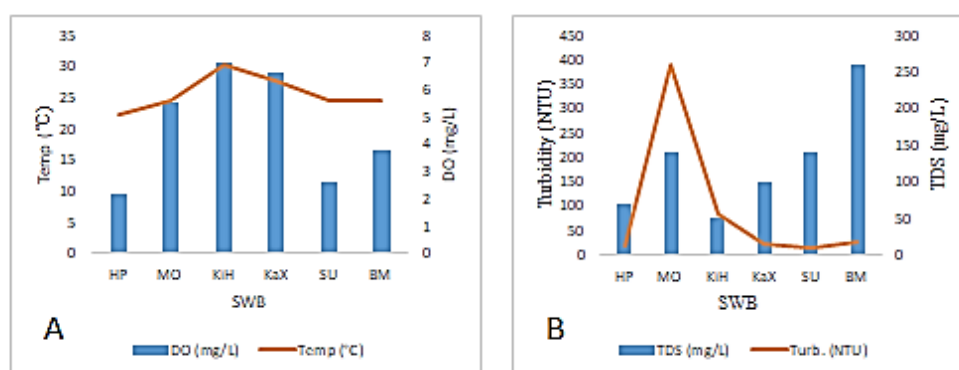 35
30
25
20
15
10
5
0
Temp (°C)
8
7
6
5
4
3
2
1
0
DO (mg/L)
HP MO KiH KaX SU BM
SWB
A
DO (mg/L) Temp (°C)
450
400
350
300
250
200
150
100
50
0
Turbidity (NTU)
300
250
200
150
100
50
0
TDS (mg/L)
HP MO KiH KaX SU BM
SWB
B
TDS (mg/L) Turb. (NTU)